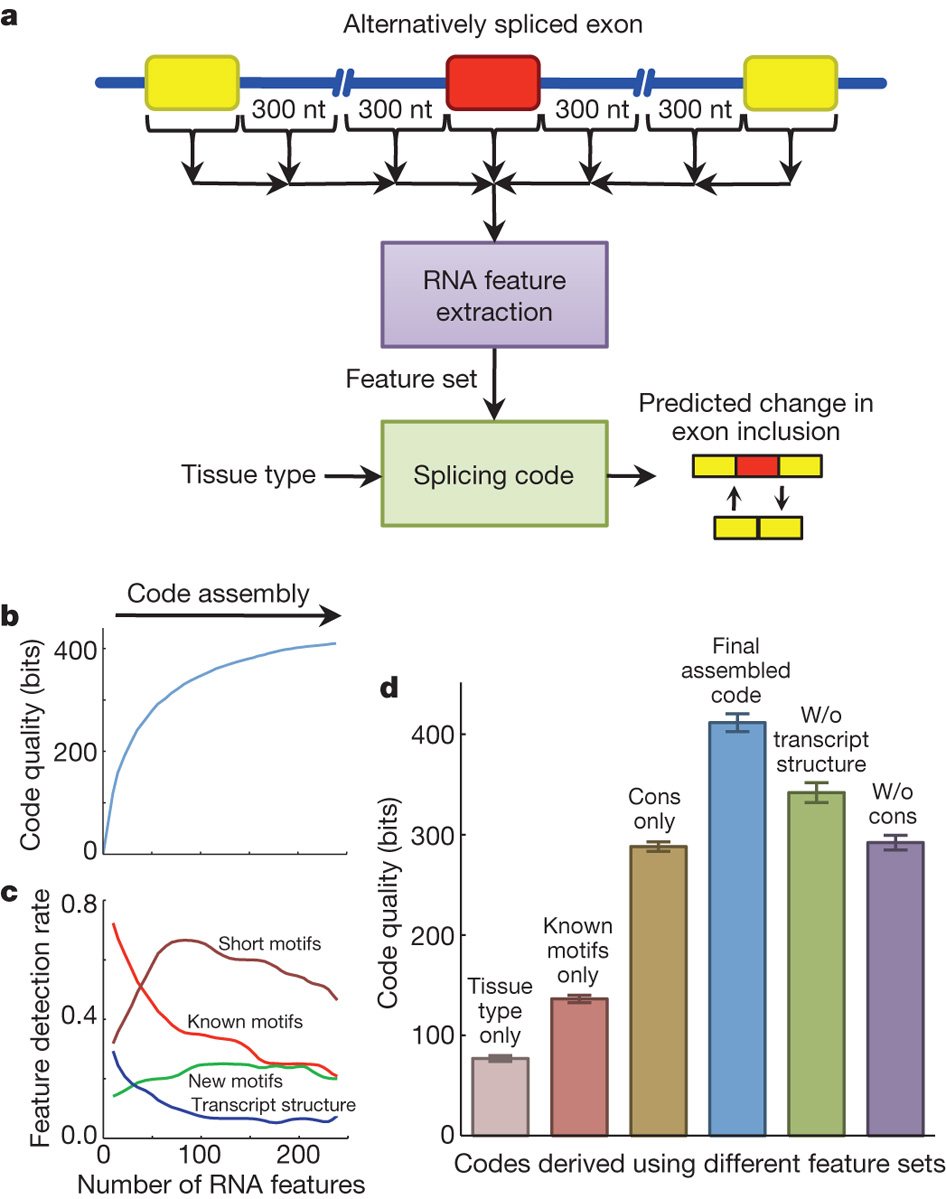 a
Alternatively spliced exon
300 nt 300 nt 300 nt 300 nt
RNA feature
extraction
Feature set
Tissue type
Splicing code
Predicted change in
exon inclusion
b
Code assembly
Code quality (bits)
400
200
0
c
Feature detection rate
0.8
0.4
0.0
Short motifs
Known motifs
New motifs
Transcript structure
0 100 200
Number of RNA features
d
Code quality (bits)
400
300
200
100
0
Tissue
type
only
Known
motifs
only
Cons
only
Final
assembled
code
W/o
transcript
structure
W/o
cons
Codes derived using different feature sets